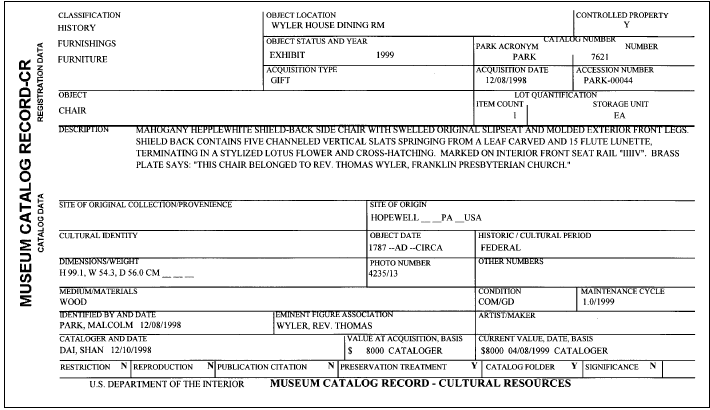 MUSEUM CATALOG RECORD-CR
REGISTRATION DATA
CATALOG DATA
CLASSIFICATION
HISTORY
FURNISHINGS
FURNITURE
OBJECT LOCATION
WYLER HOUSE DINING RM
CONTROLLED PROPERTY
Y
OBJECT STATUS AND YEAR
EXHIBIT 1999
CATALOG NUMBER
PARK ACRONYM NUMBER
PARK 7621
ACQUISITION TYPE
GIFT
ACQUISITION DATE
12/08/1998
ACCESSION NUMBER
PARK-00044
OBJECT
CHAIR
LOT QUANTIFICATION
ITEM COUNT STORAGE UNIT
1 EA
DESCRIPTION MAHOGANY HEPPLEWHITE SHIELD-BACK SIDE CHAIR WITH SWELLED ORIGINAL SLIPSEAT AND MOLDED EXTERIOR FRONT LEGS.
SHIELD BACK CONTAINS FIVE CHANNELED VERTICAL SLATS SPRINGING FROM A LEAF CARVED AND 15 FLUTE LUNETTE,
TERMINATING IN A STYLIZED LOTUS FLOWER AND CROSS-HATCHING. MARKED ON INTERIOR FRONT SEAT RAIL "IIIIV". BRASS
PLATE SAYS: "THIS CHAIR BELONGED TO REV. THOMAS WYLER, FRANKLIN PRESBYTERIAN CHURCH."
SITE OF ORIGINAL COLLECTION/PROVENIENCE
SITE OF ORIGIN
HOPEWELL __ __PA __USA
CULTURAL IDENTITY
OBJECT DATE
1787 --AD --CIRCA
HISTORIC / CULTURAL PERIOD
FEDERAL
DIMENSIONS/WEIGHT
H 99.1, W 54.3, D 56.0 CM __ __ __
PHOTO NUMBER
4235/13
OTHER NUMBERS
MEDIUM/MATERIALS
WOOD
CONDITION
COM/GD
MAINTENANCE CYCLE
1.0/1999
IDENTIFIED BY AND DATE
PARK, MALCOLM 12/08/1998
EMINENT FIGURE ASSOCIATION
WYLER, REV. THOMAS
ARTIST/MAKER
CATALOGER AND DATE
DAI, SHAN 12/10/1998
VALUE AT ACQUISITION, BASIS
$ 8000 CATALOGER
CURRENT VALUE, DATE, BASIS
$8000 04/08/1999 CATALOGER
RESTRICTION N REPRODUCTION N PUBLICATION CITATION N PRESERVATION TREATMENT Y CATALOG FOLDER Y SIGNIFICANCE N
U.S. DEPARTMENT OF THE INTERIOR MUSEUM CATALOG RECORD - CULTURAL RESOURCES